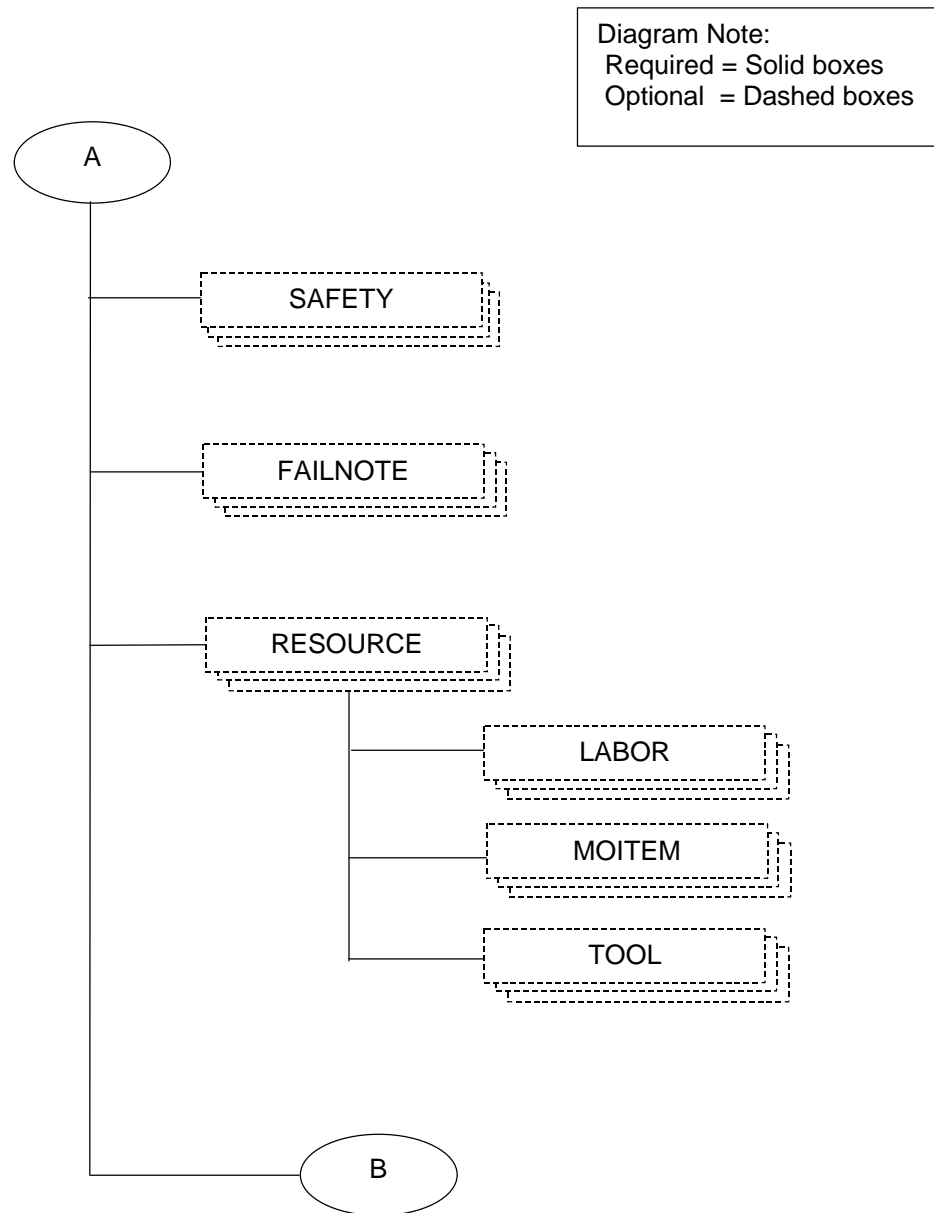 Diagram Note:
Required = Solid boxes
Optional = Dashed boxes
A
SAFETY
FAILNOTE
RESOURCE
LABOR
MOITEM
TOOL
B